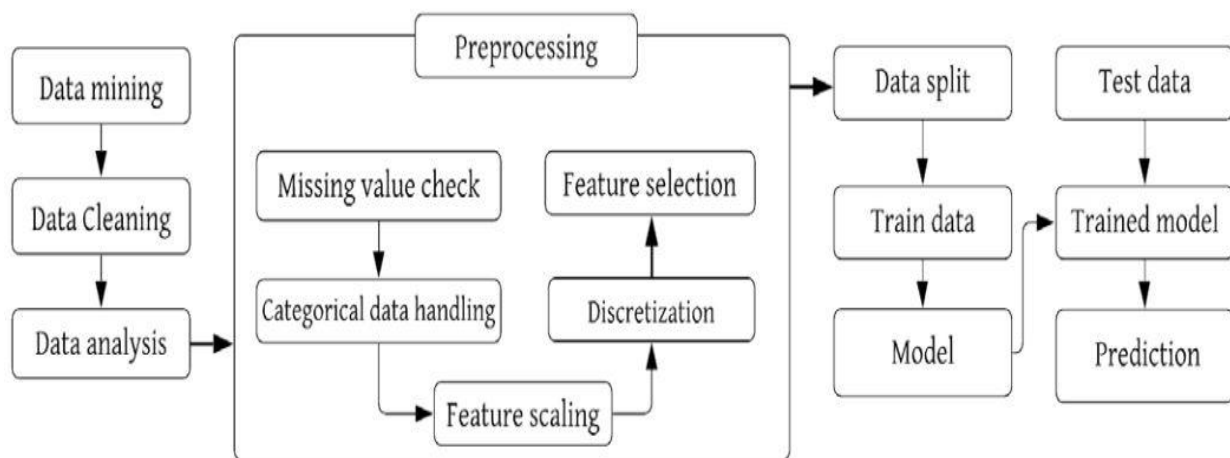 Data mining
Data Cleaning
Data analysis
Preprocessing
Missing value check
Categorical data handling
Feature scaling
Discretization
Feature selection
Data split
Train data
Model
Test data
Trained model
Prediction